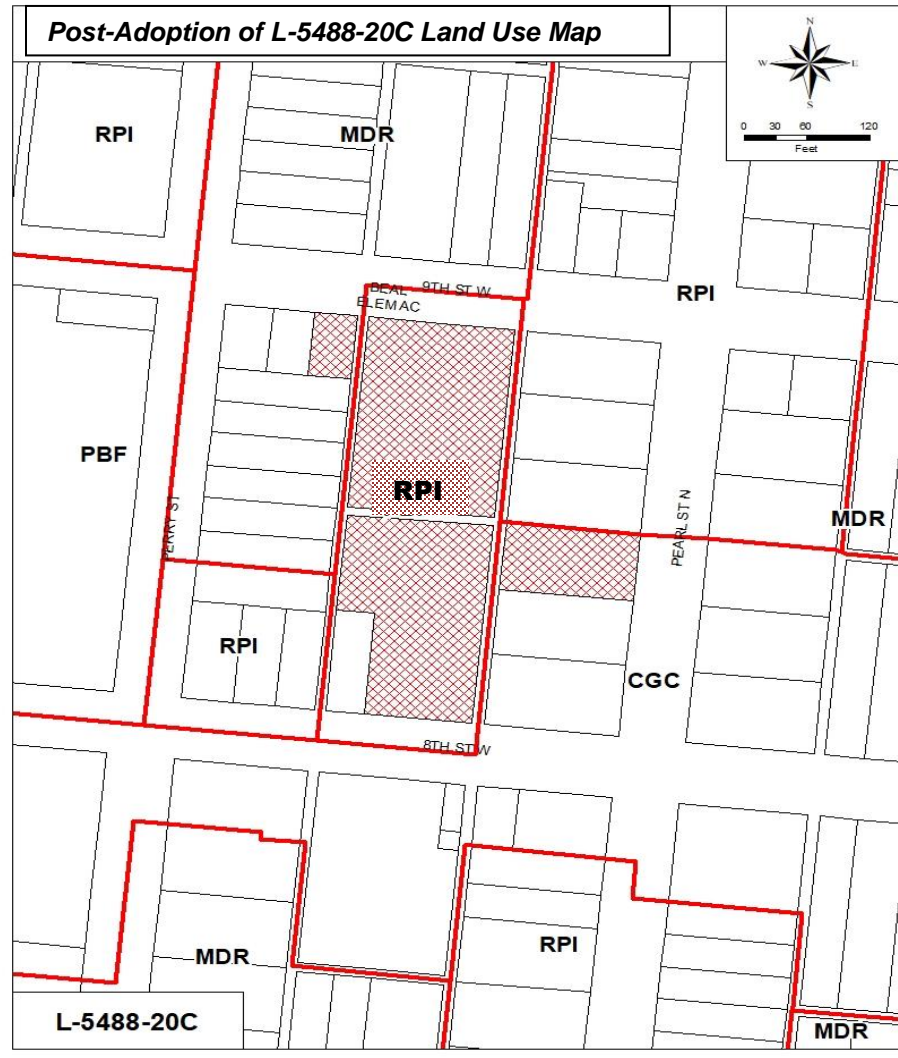 Post-Adoption of L-5488-20C Land Use Map
N
W E
S
0 30 60 120
Feet
RPI
MDR
RPI
BEAL 9TH ST W
ELEM AC
PBF
RPI
PERRY ST
PEARL ST N
MDR
RPI
CGC
8TH ST W
MDR
RPI
L-5488-20C
MDR